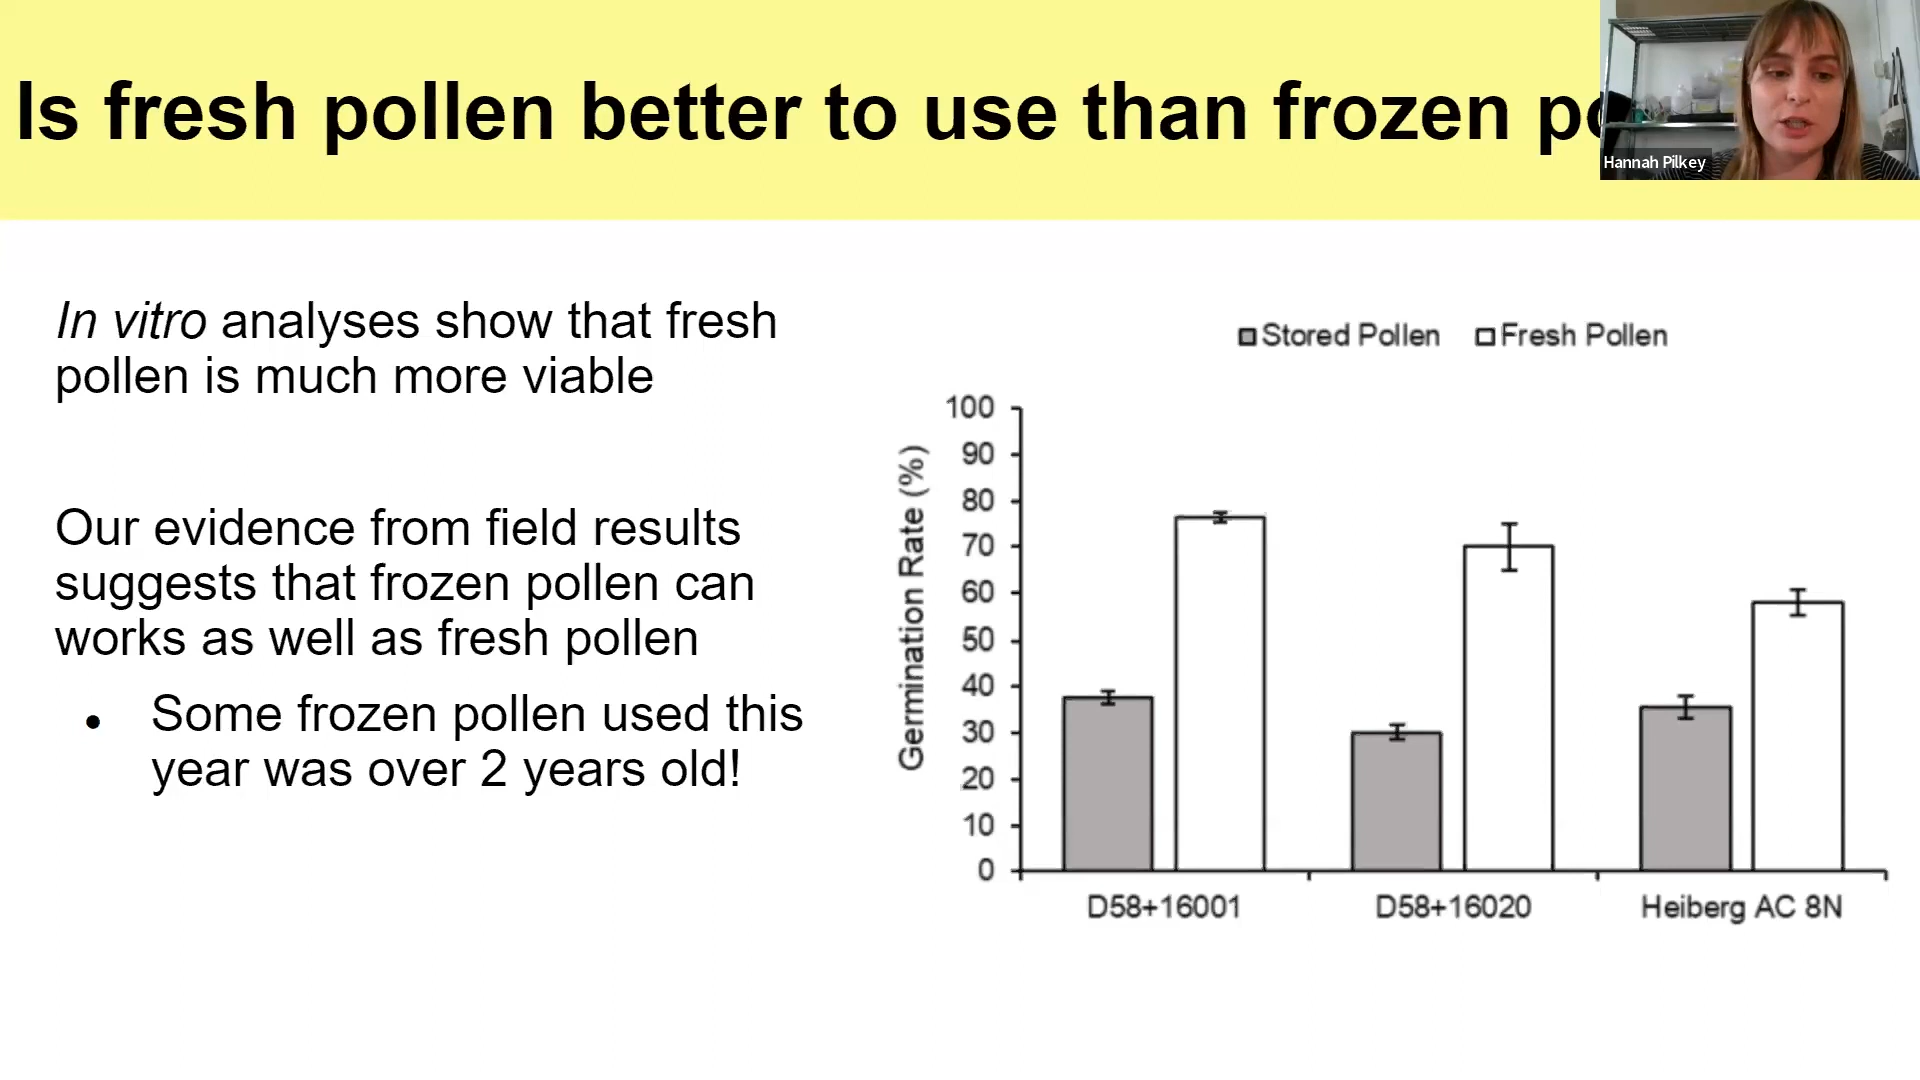 Is fresh pollen better to use than frozen
Hannah Pilkey
In vitro analyses show that fresh
pollen is much more viable
Our evidence from field results
suggests that frozen pollen can
works as well as fresh pollen
• Some frozen pollen used this
year was over 2 years old!
Stored Pollen Fresh Pollen
Germination Rate (%)
100
90
80
70
60
50
40
30
20
10
0
D58+16001 D58+16020 Heiberg AC 8N